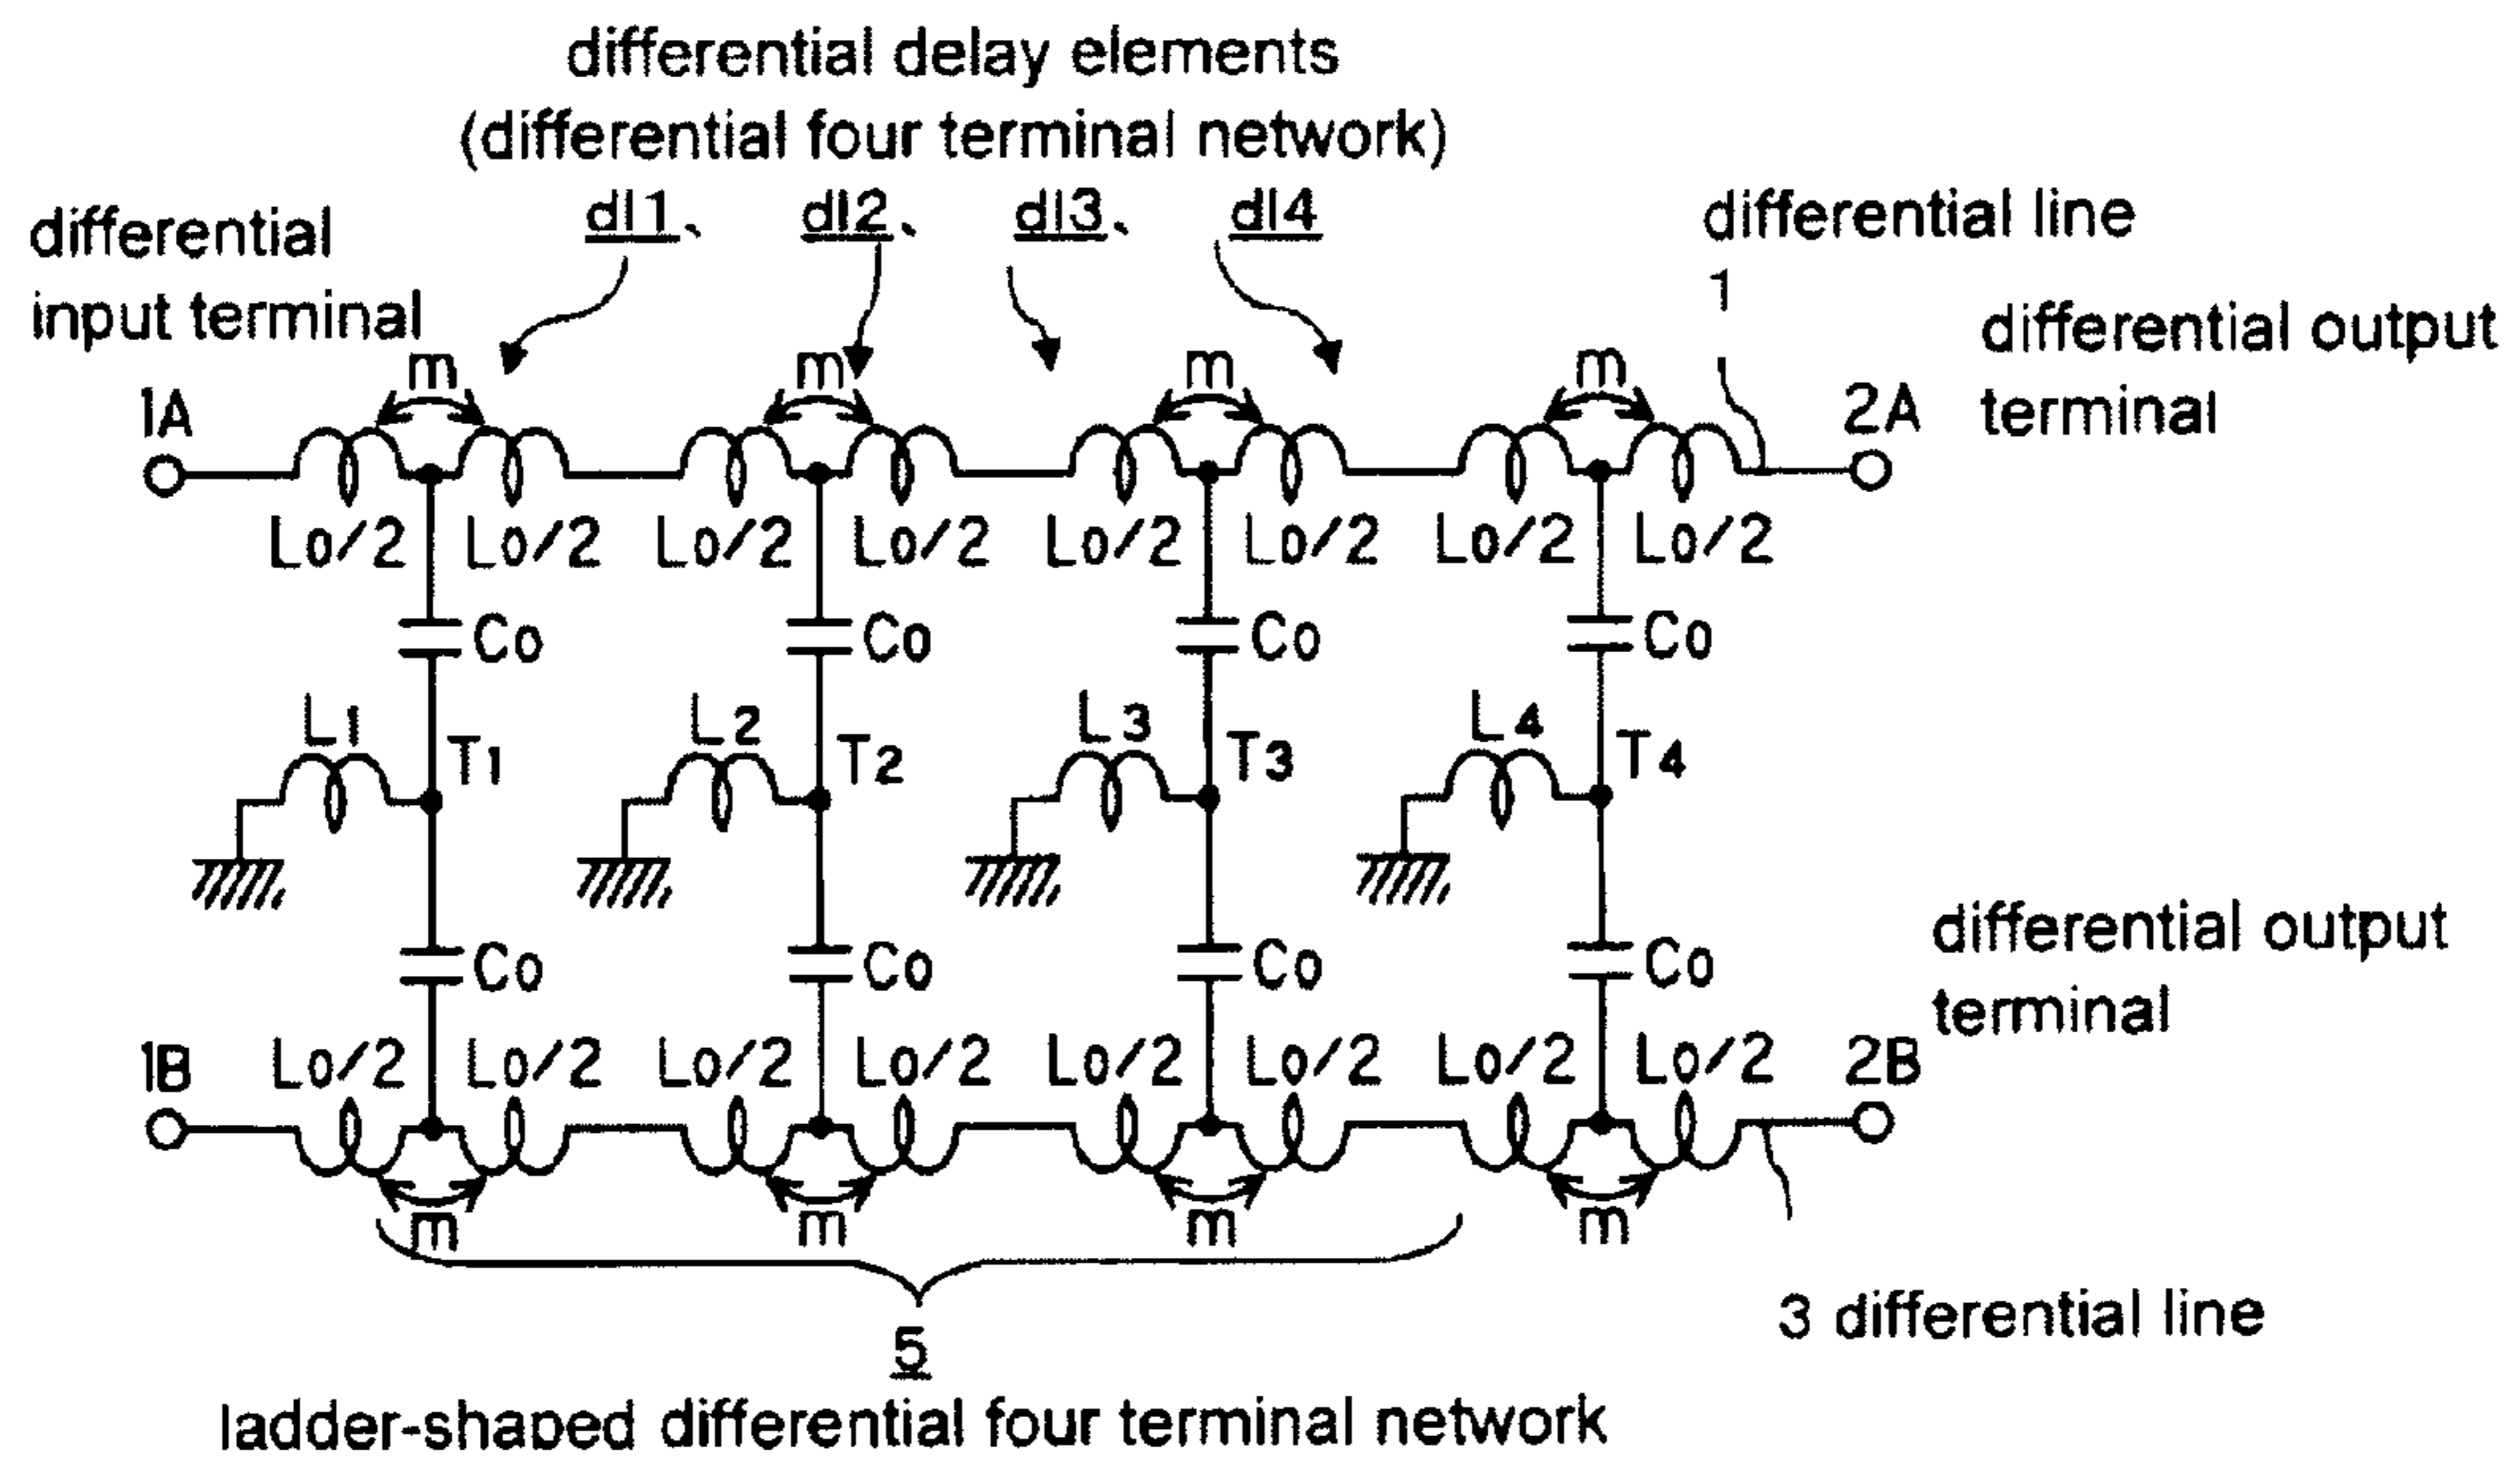 differential delay elements
(differential four terminal network)
dl1、 dl2、 dl3、 dl4
differential
input terminal
differential line
1
differential output
terminal
m m m m
1A 2A
Lo/2 Lo/2 Lo/2 Lo/2 Lo/2 Lo/2 Lo/2 Lo/2
Co Co Co Co
L1 T1 L2 T2 L3 T3 L4 T4
Co Co Co Co
differential output
terminal
1B Lo/2 Lo/2 Lo/2 Lo/2 Lo/2 Lo/2 Lo/2 Lo/2 2B
m m m m
3 differential line
5
ladder-shaped differential four terminal network